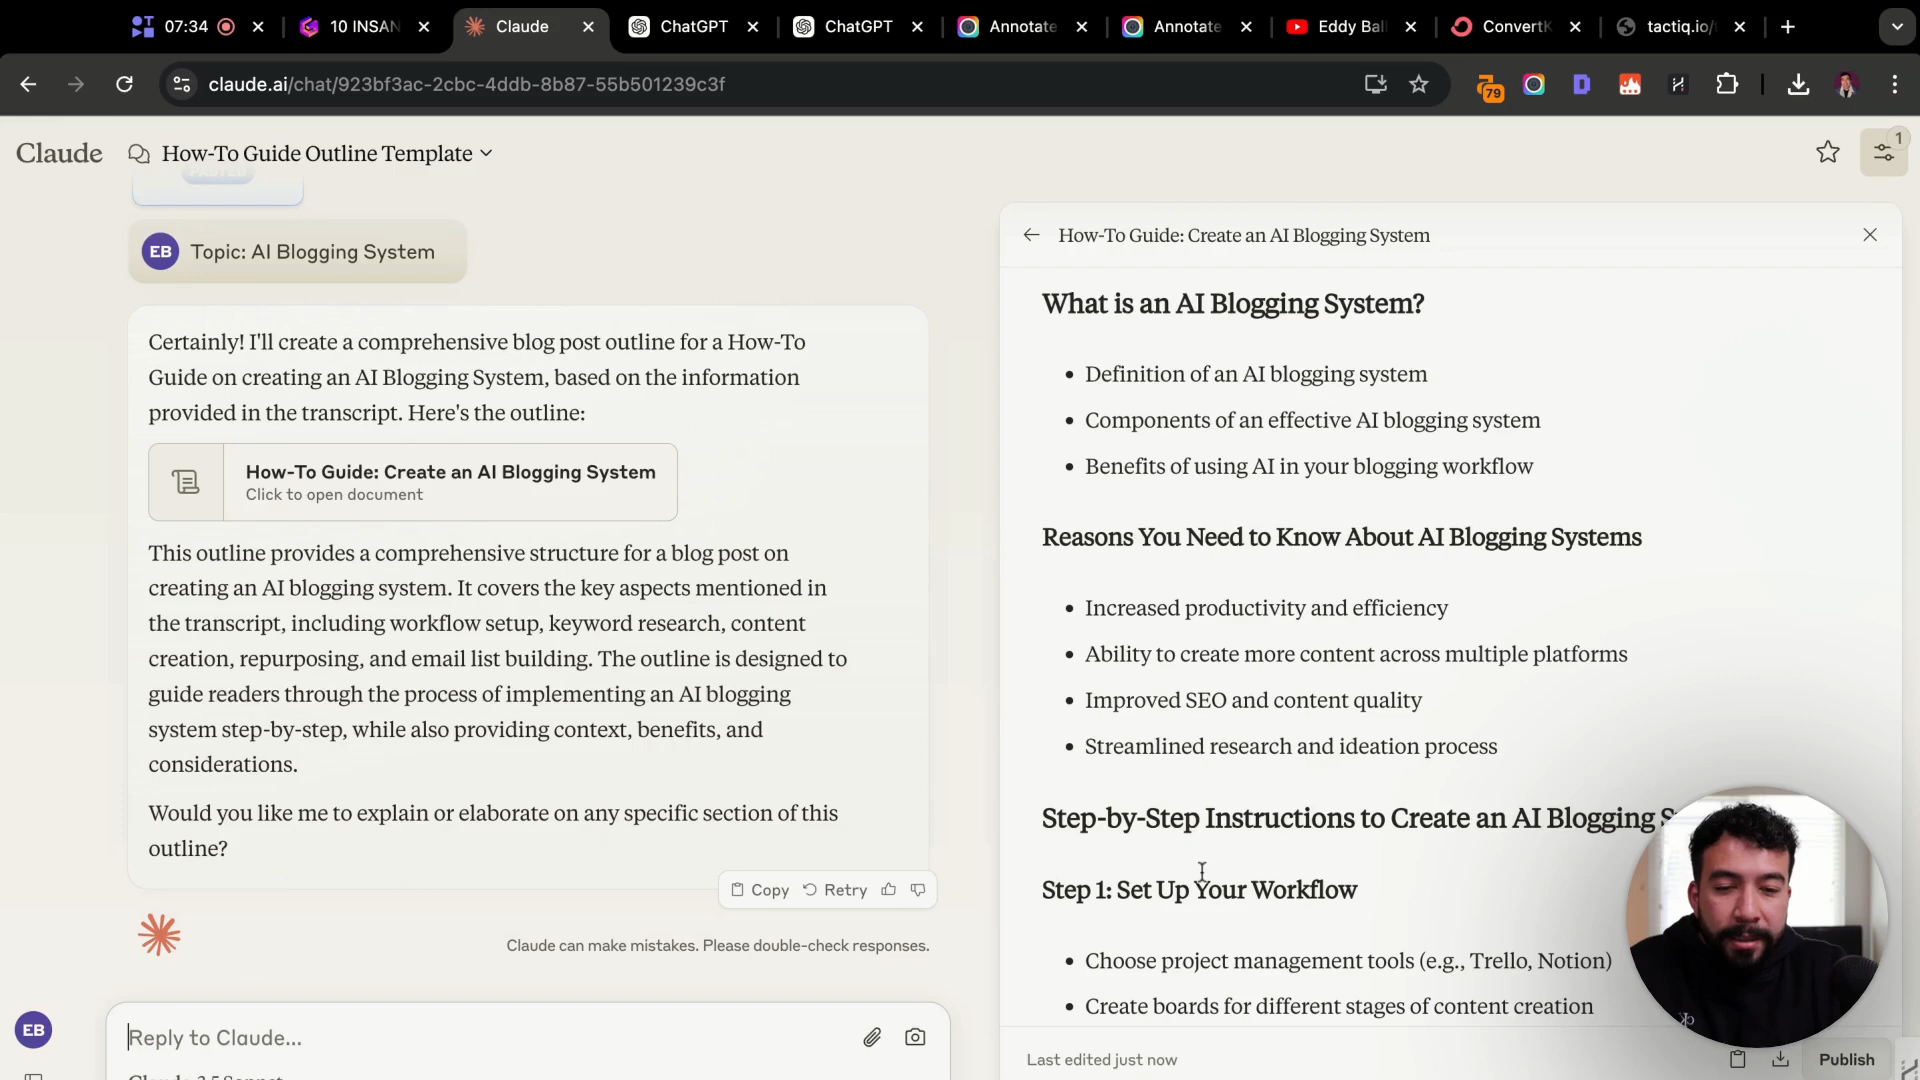 07:34
10 INSAN
Claude
ChatGPT
ChatGPT
Annotate
Annotate
Eddy Ball
ConvertK
tactiq.io/
claude.ai/chat/923bf3ac-2cbc-4ddb-8b87-55b501239c3f
79
Claude
How-To Guide Outline Template
1
PASTED
EB
Topic: AI Blogging System
Certainly! I'll create a comprehensive blog post outline for a How-To
Guide on creating an AI Blogging System, based on the information
provided in the transcript. Here's the outline:
How-To Guide: Create an AI Blogging System
Click to open document
This outline provides a comprehensive structure for a blog post on
creating an AI blogging system. It covers the key aspects mentioned in
the transcript, including workflow setup, keyword research, content
creation, repurposing, and email list building. The outline is designed to
guide readers through the process of implementing an AI blogging
system step-by-step, while also providing context, benefits, and
considerations.
Would you like me to explain or elaborate on any specific section of this
outline?
Copy
Retry
Claude can make mistakes. Please double-check responses.
EB
Reply to Claude...
How-To Guide: Create an AI Blogging System
What is an AI Blogging System?
• Definition of an AI blogging system
• Components of an effective AI blogging system
• Benefits of using AI in your blogging workflow
Reasons You Need to Know About AI Blogging Systems
• Increased productivity and efficiency
• Ability to create more content across multiple platforms
• Improved SEO and content quality
• Streamlined research and ideation process
Step-by-Step Instructions to Create an AI Blogging S
Step 1: Set Up Your Workflow
• Choose project management tools (e.g., Trello, Notion)
• Create boards for different stages of content creation
Last edited just now
Publish